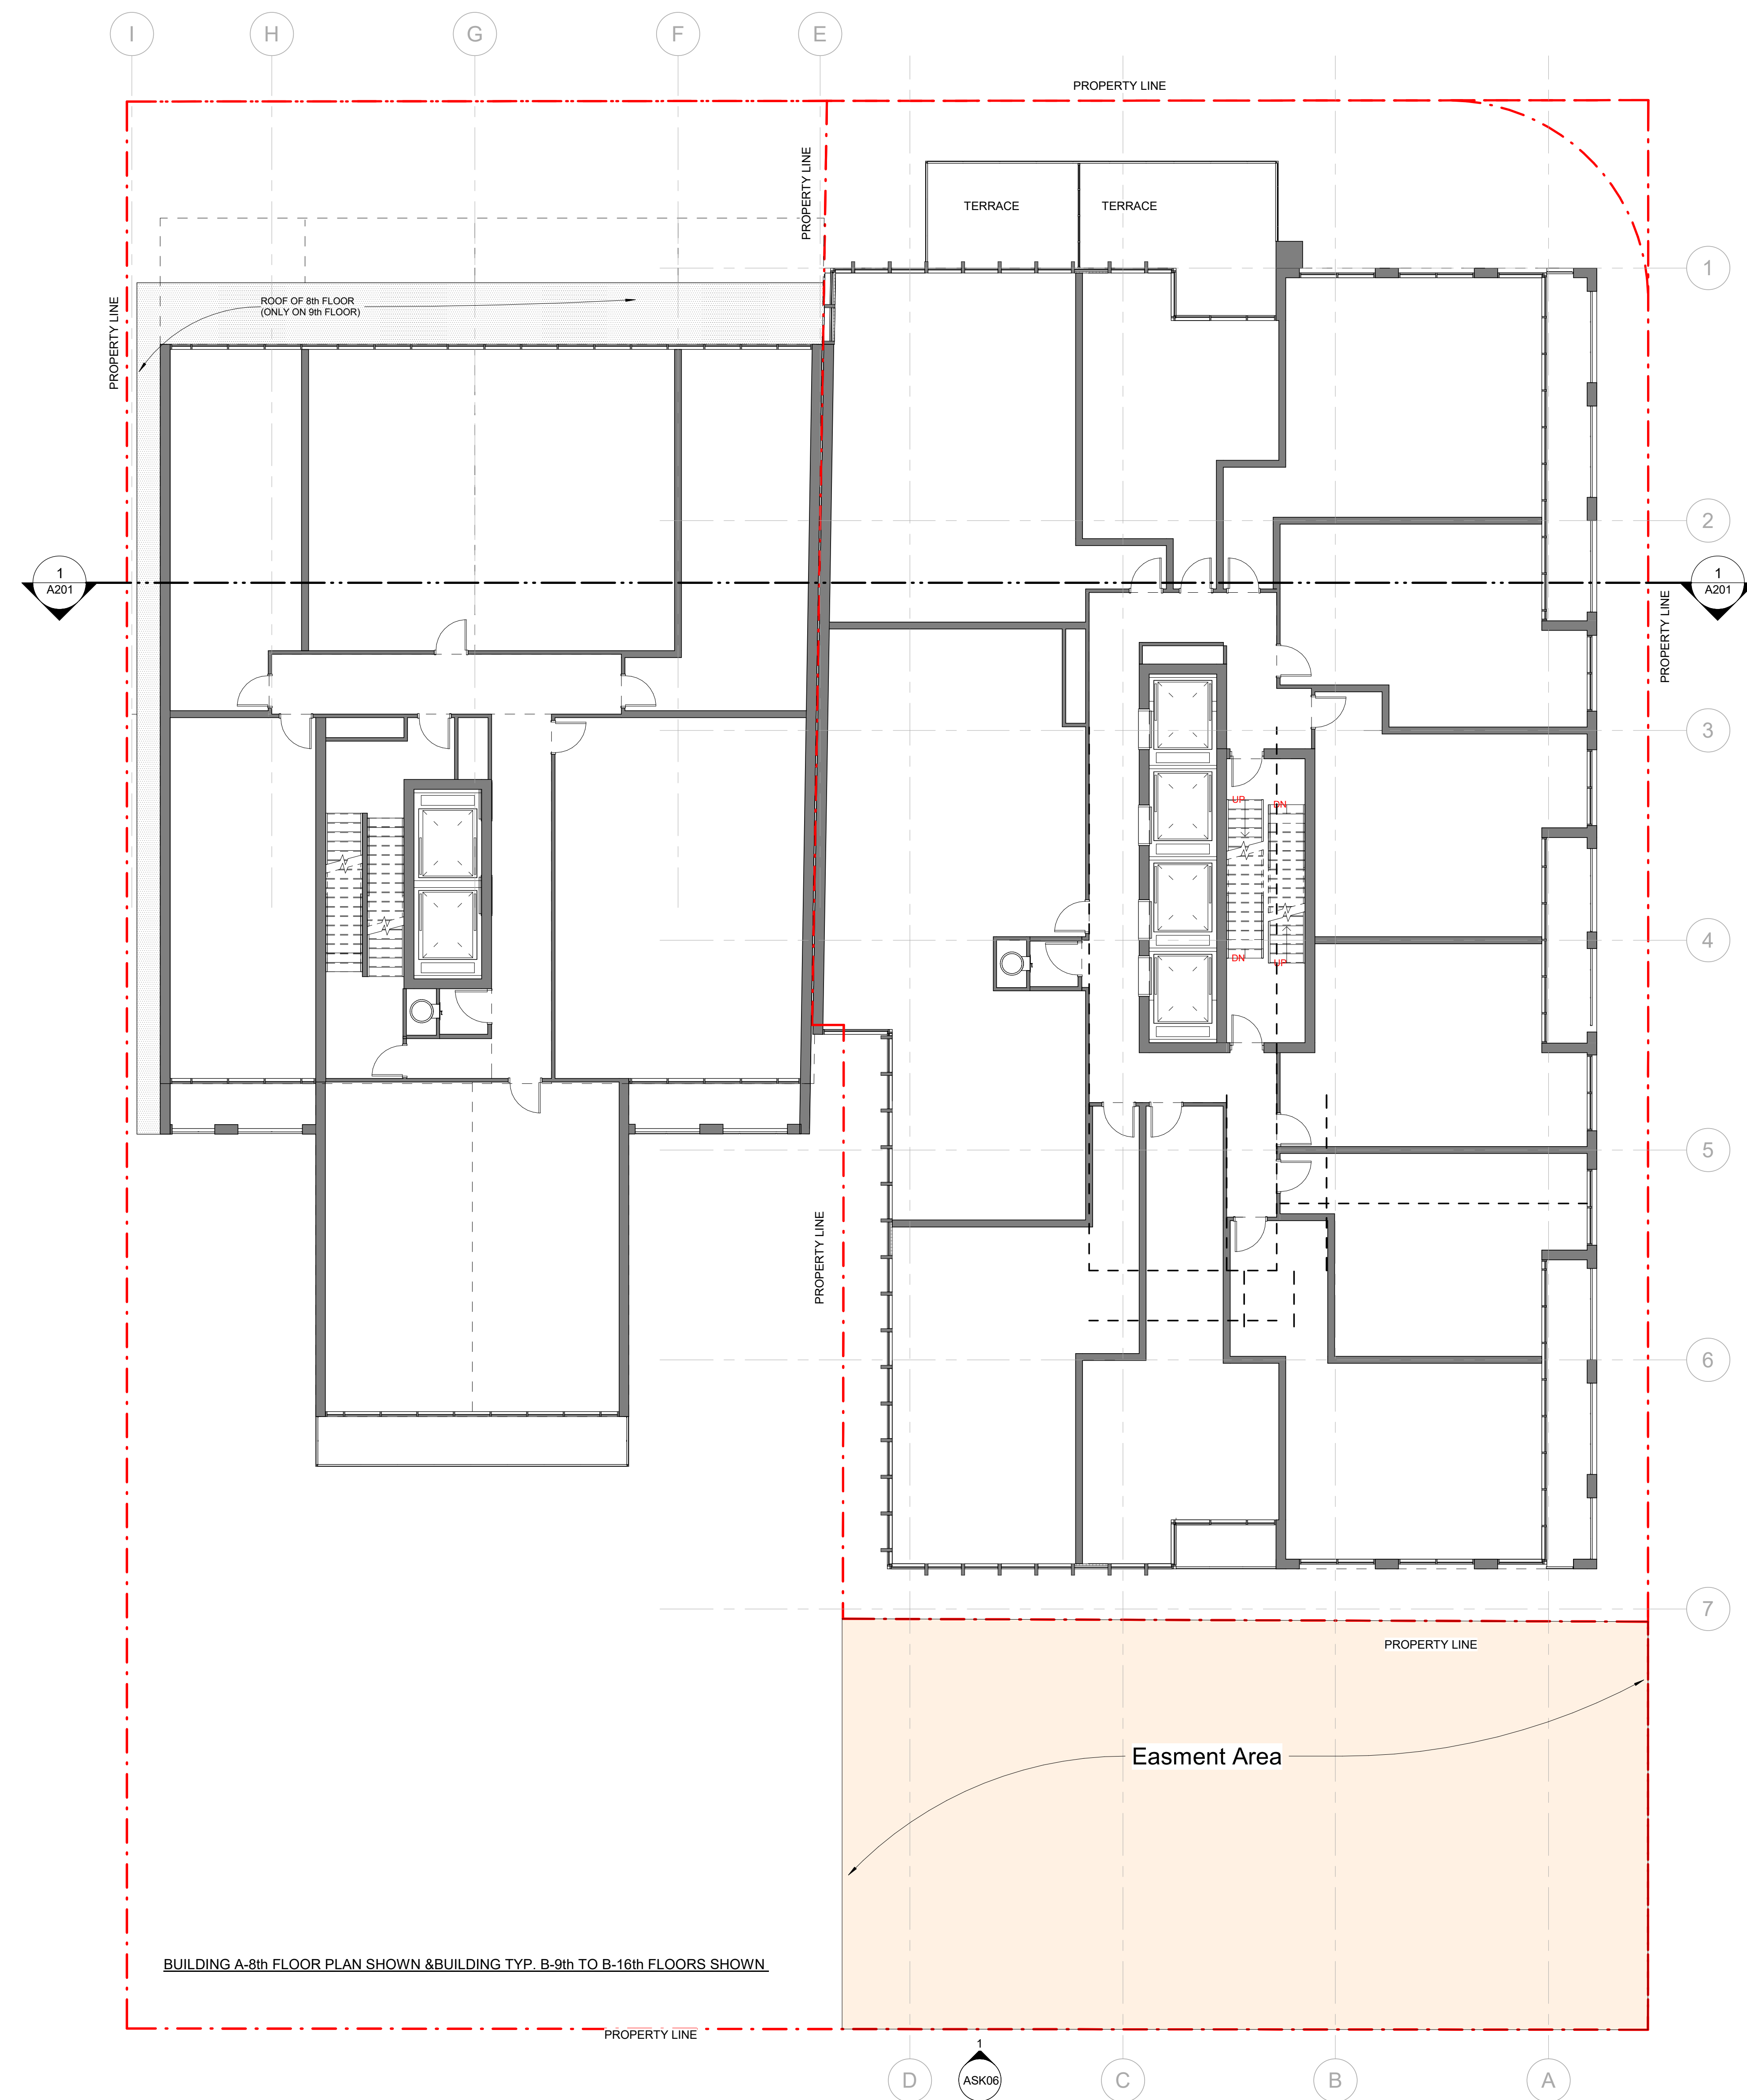 I
H
G
F
E
PROPERTY LINE
PROPERTY LINE
TERRACE
TERRACE
1
ROOF OF 8th FLOOR
(ONLY ON 9th FLOOR)
PROPERTY LINE
2
1
A201
1
A201
PROPERTY LINE
3
UP
DN
4
DN
UP
5
PROPERTY LINE
6
7
PROPERTY LINE
Easment Area
BUILDING A-8th FLOOR PLAN SHOWN &BUILDING TYP. B-9th TO B-16th FLOORS SHOWN
PROPERTY LINE
1
ASK06
D
C
B
A